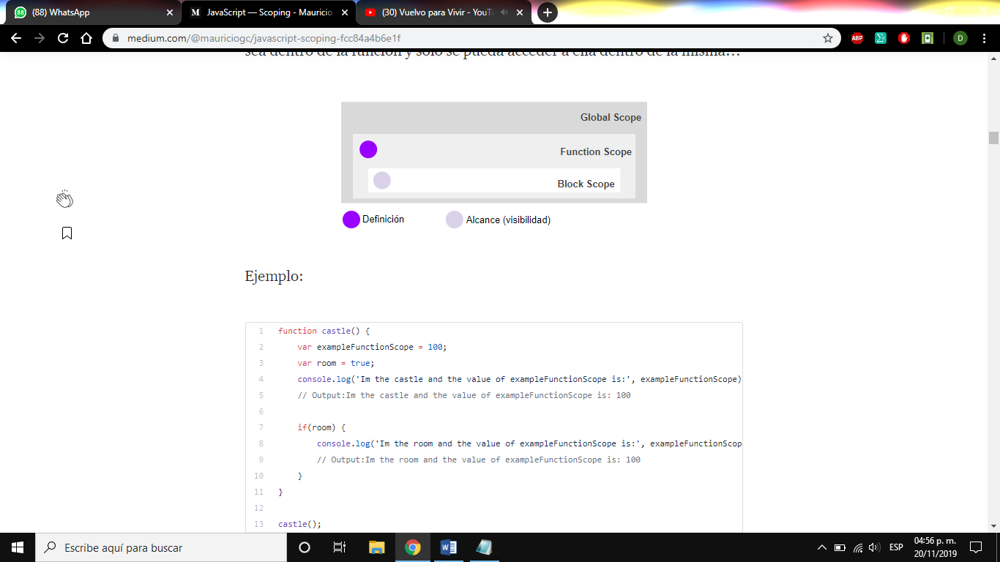 (88) WhatsApp
JavaScript — Scoping - Mauricio
(30) Vuelvo para Vivir - YouTu
medium.com/@mauriciogc/javascript-scoping-fcc84a4b6e1f
ABP
D
sea dentro de la función y sólo se pueda acceder a ella dentro de la misma…
Global Scope
Function Scope
Block Scope
Definición
Alcance (visibilidad)
Ejemplo:
1 function castle() {
2 var exampleFunctionScope = 100;
3 var room = true;
4 console.log('Im the castle and the value of exampleFunctionScope is:', exampleFunctionScope)
5 // Output:Im the castle and the value of exampleFunctionScope is: 100
6
7 if(room) {
8 console.log('Im the room and the value of exampleFunctionScope is:', exampleFunctionScop
9 // Output:Im the room and the value of exampleFunctionScope is: 100
10 }
11 }
12
13 castle();
Escribe aquí para buscar
ESP
04:56 p. m.
20/11/2019